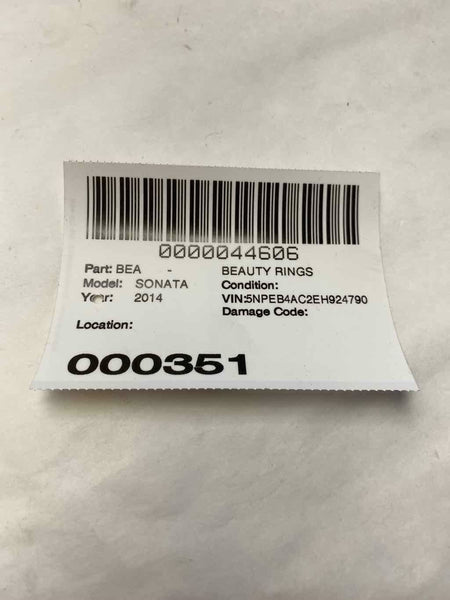 0000044606
Part: BEA - BEAUTY RINGS
Model: SONATA Condition:
Year: 2014 VIN:5NPEB4AC2EH924790
Damage Code:
Location:
000351